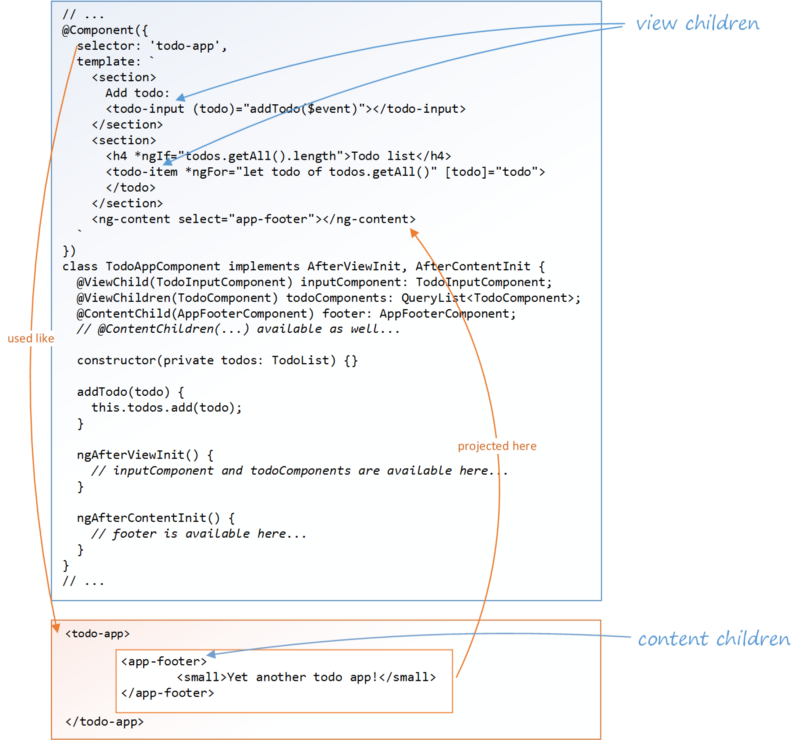 // ...
@Component({
  selector: 'todo-app',
  template: `
    <section>
      Add todo:
      <todo-input (todo)="addTodo($event)"></todo-input>
    </section>
    <section>
      <h4 *ngIf="todos.getAll().length">Todo list</h4>
      <todo-item *ngFor="let todo of todos.getAll()" [todo]="todo">
      </todo>
    </section>
    <ng-content select="app-footer"></ng-content>
  `
})
class TodoAppComponent implements AfterViewInit, AfterContentInit {
  @ViewChild(TodoInputComponent) inputComponent: TodoInputComponent;
  @ViewChildren(TodoComponent) todoComponents: QueryList<TodoComponent>;
  @ContentChild(AppFooterComponent) footer: AppFooterComponent;
  // @ContentChildren(...) available as well...
  constructor(private todos: TodoList) {}
  addTodo(todo) {
    this.todos.add(todo);
  }
  ngAfterViewInit() {
    // inputComponent and todoComponents are available here...
  }
  ngAfterContentInit() {
    // footer is available here...
  }
}
// ...
view children
used like
projected here
<todo-app>
<app-footer>
<small>Yet another todo app!</small>
</app-footer>
</todo-app>
content children